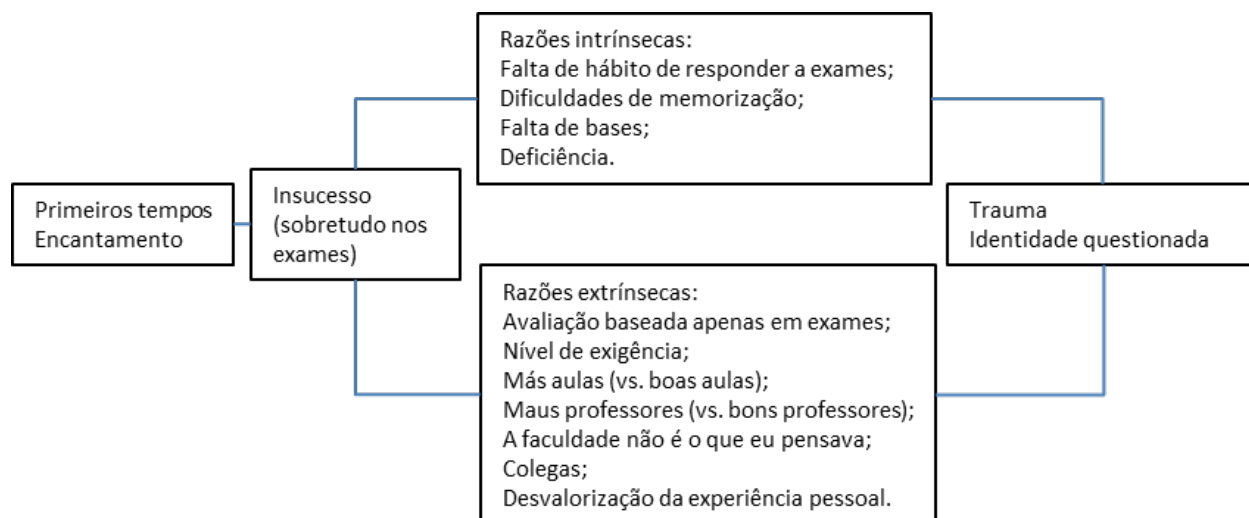 Primeiros tempos
Encantamento
Insucesso
(sobretudo nos
exames)
Razões intrínsecas:
Falta de hábito de responder a exames;
Dificuldades de memorização;
Falta de bases;
Deficiência.
Razões extrínsecas:
Avaliação baseada apenas em exames;
Nível de exigência;
Más aulas (vs. boas aulas);
Maus professores (vs. bons professores);
A faculdade não é o que eu pensava;
Colegas;
Desvalorização da experiência pessoal.
Trauma
Identidade questionada